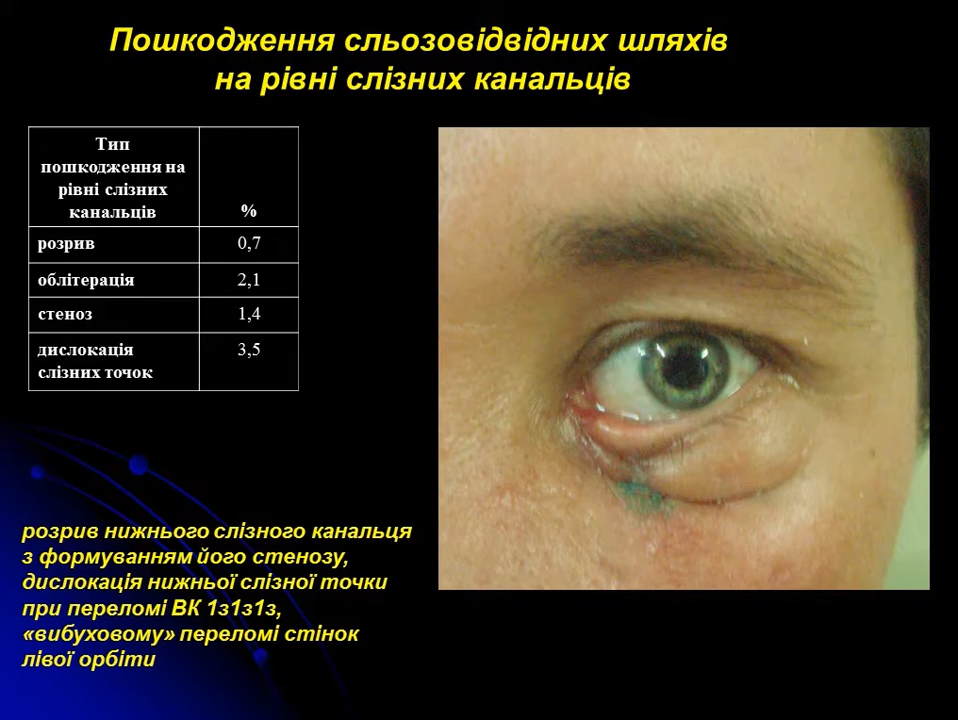 Пошкодження сльозовідвідних шляхів
на рівні слізних канальців
Тип
пошкодження на
рівні слізних
канальців
%
розрив
0,7
облітерація
2,1
стеноз
1,4
дислокація
слізних точок
3,5
розрив нижнього слізного канальця
з формуванням його стенозу,
дислокація нижньої слізної точки
при переломі ВК 1з1з1з,
«вибуховому» переломі стінок
лівої орбіти